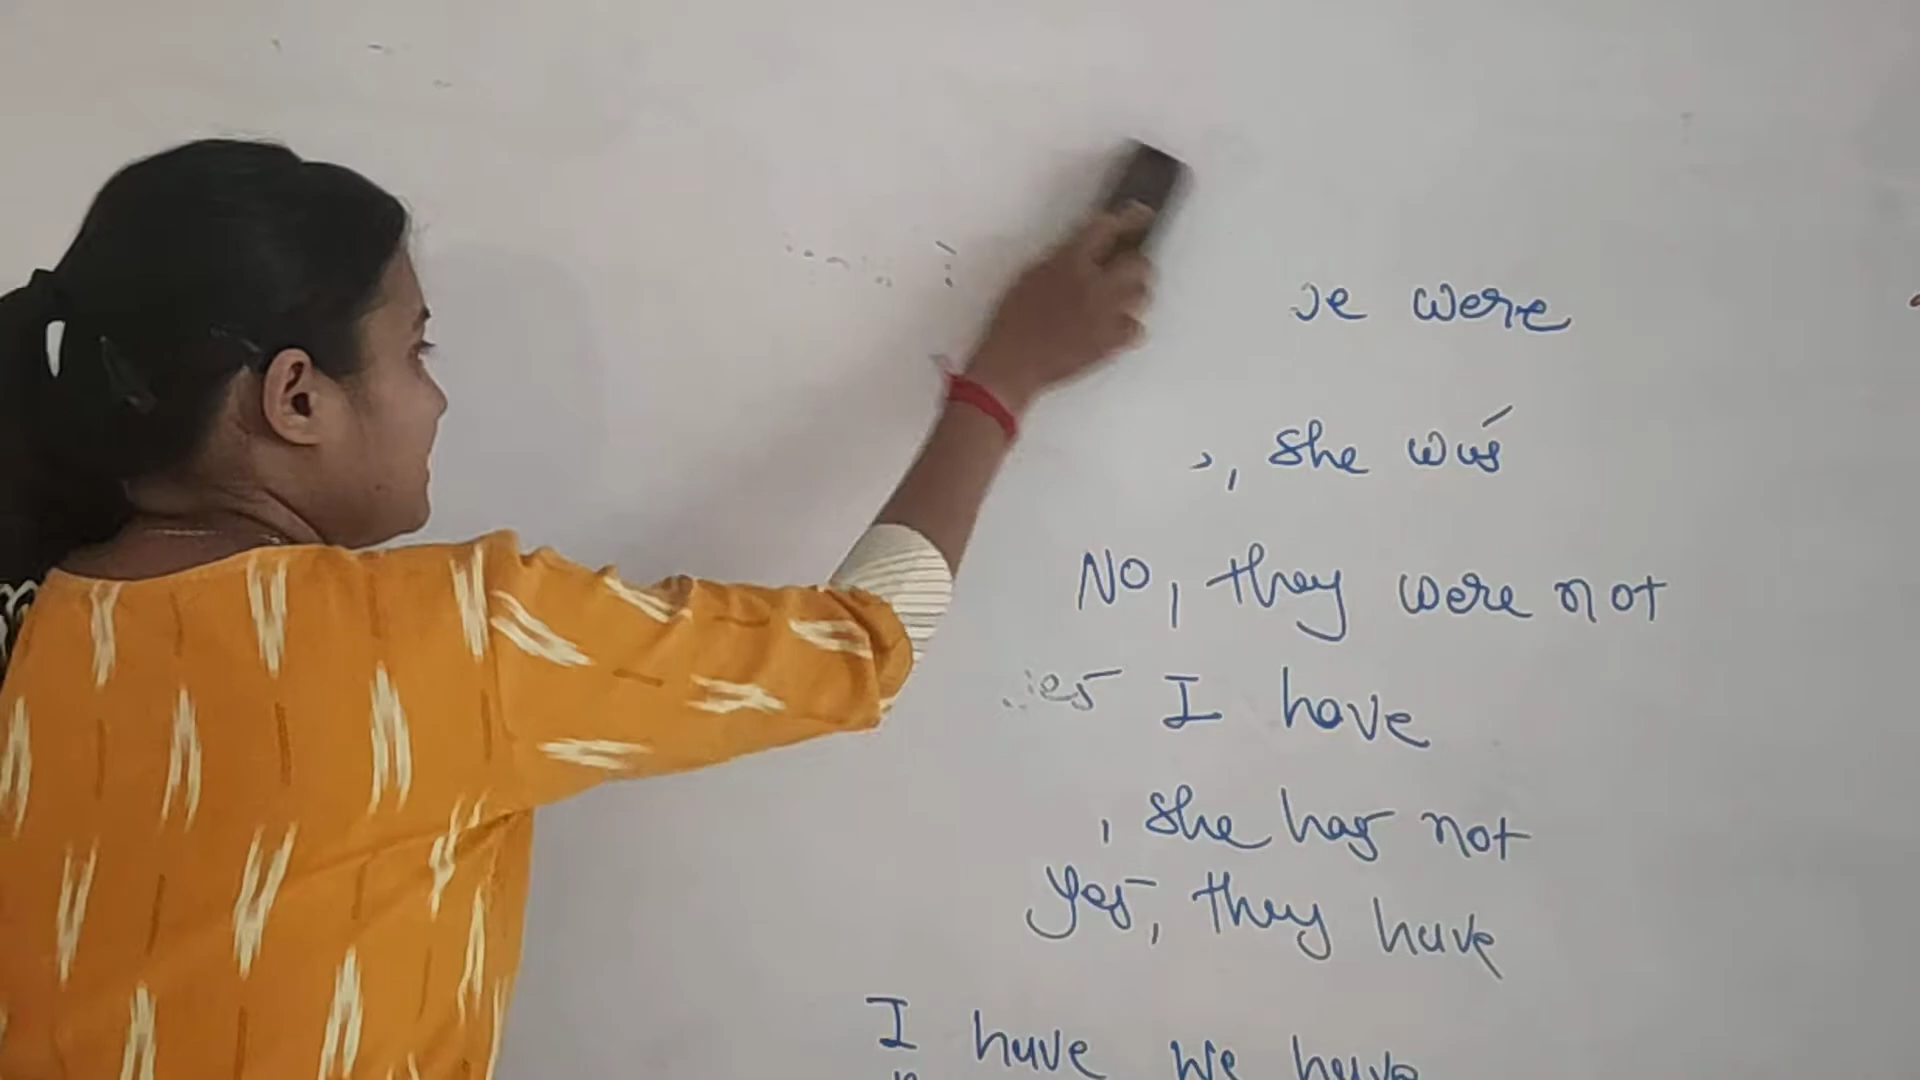 were
, she was
No, they were not
I have
, she has not
Yes, they have
I have we have